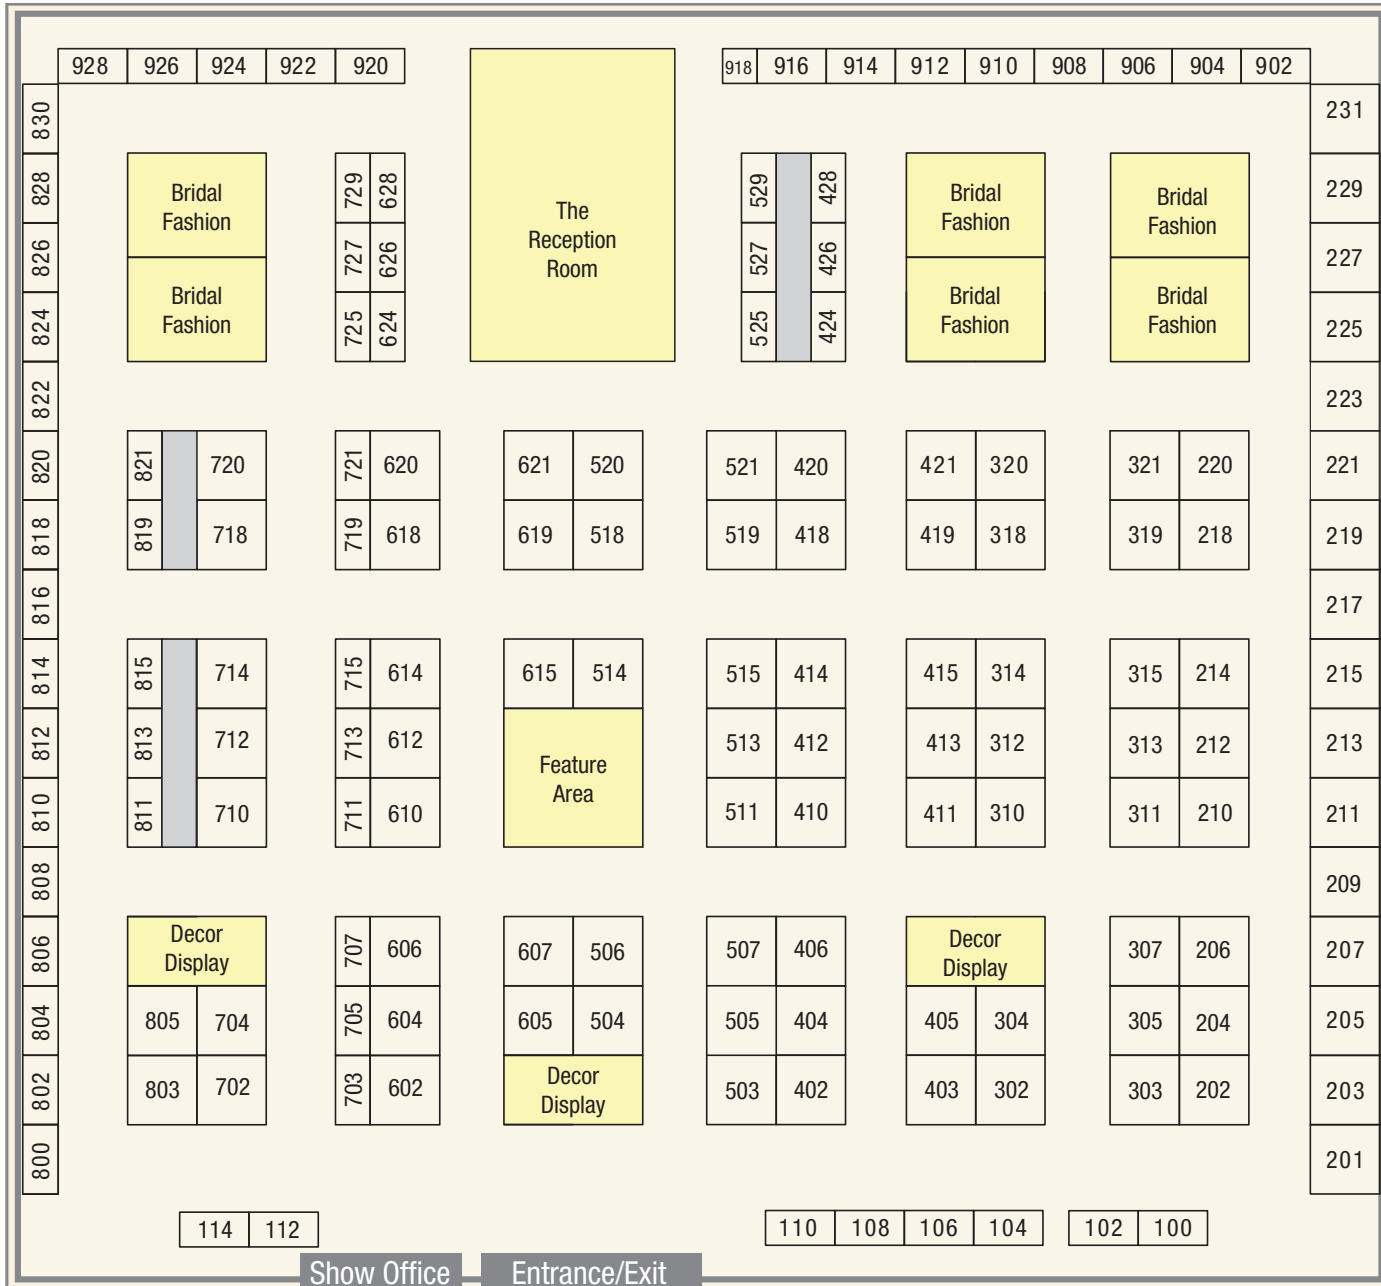 928 926 924 922 920 918 916 914 912 910 908 906 904 902
830 231
828 Bridal Fashion 729 628 The Reception Room 529 428 Bridal Fashion Bridal Fashion 229
826 727 626 527 426 227
824 Bridal Fashion 725 624 525 424 Bridal Fashion Bridal Fashion 225
822 223
820 821 720 721 620 621 520 521 420 421 320 321 220 221
818 819 718 719 618 619 518 519 418 419 318 319 218 219
816 217
814 815 714 715 614 615 514 515 414 415 314 315 214 215
812 813 712 713 612 Feature Area 513 412 413 312 313 212 213
810 811 710 711 610 511 410 411 310 311 210 211
808 209
806 Decor Display 707 606 607 506 507 406 Decor Display 307 206 207
804 805 704 705 604 605 504 505 404 405 304 305 204 205
802 803 702 703 602 Decor Display 503 402 403 302 303 202 203
800 201
114 112 110 108 106 104 102 100
Show Office Entrance/Exit